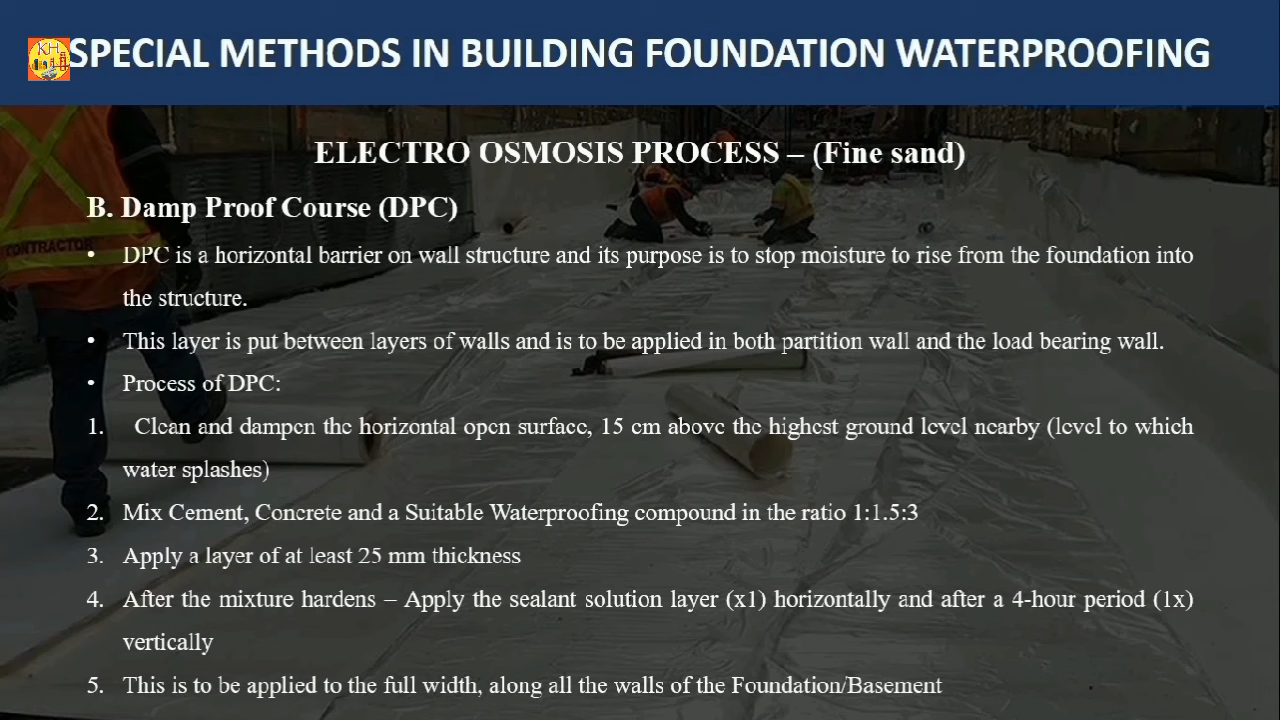 KH
SPECIAL METHODS IN BUILDING FOUNDATION WATERPROOFING
ELECTRO OSMOSIS PROCESS – (Fine sand)
B. Damp Proof Course (DPC)
• DPC is a horizontal barrier on wall structure and its purpose is to stop moisture to rise from the foundation into
the structure.
• This layer is put between layers of walls and is to be applied in both partition wall and the load bearing wall.
• Process of DPC:
1. Clean and dampen the horizontal open surface, 15 cm above the highest ground level nearby (level to which
water splashes)
2. Mix Cement, Concrete and a Suitable Waterproofing compound in the ratio 1:1.5:3
3. Apply a layer of at least 25 mm thickness
4. After the mixture hardens – Apply the sealant solution layer (x1) horizontally and after a 4-hour period (1x)
vertically
5. This is to be applied to the full width, along all the walls of the Foundation/Basement
CONTRACTOR